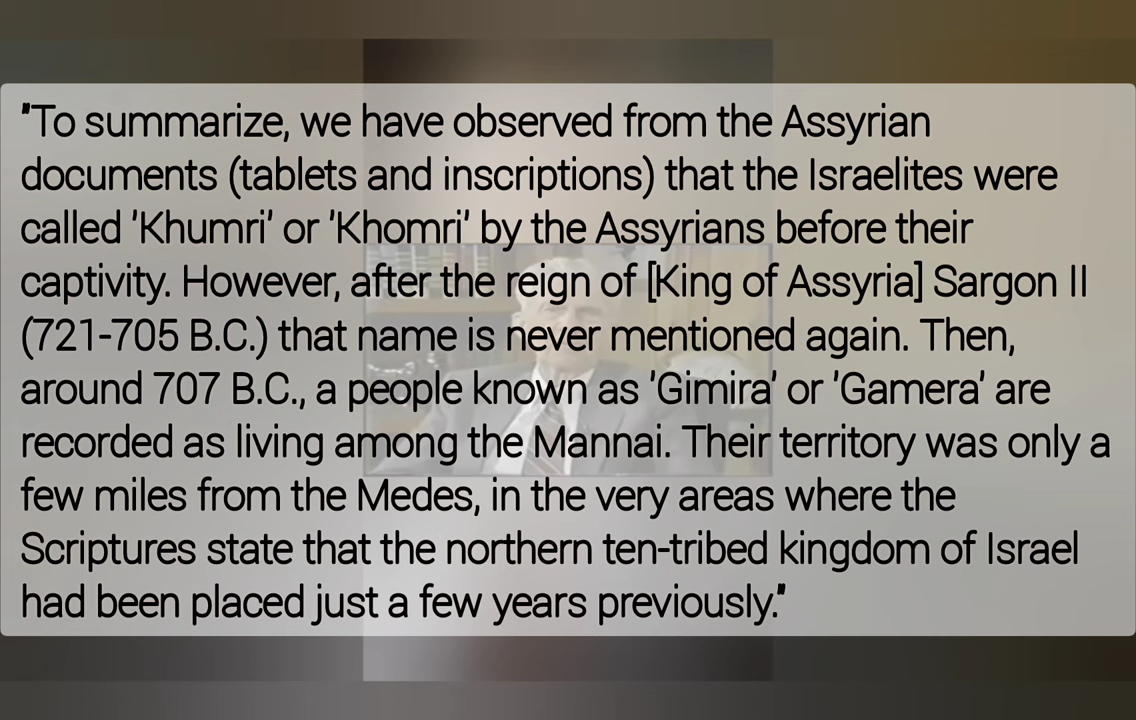 "To summarize, we have observed from the Assyrian
documents (tablets and inscriptions) that the Israelites were
called 'Khumri' or 'Khomri' by the Assyrians before their
captivity. However, after the reign of [King of Assyria] Sargon II
(721-705 B.C.) that name is never mentioned again. Then,
around 707 B.C., a people known as 'Gimira' or 'Gamera' are
recorded as living among the Mannai. Their territory was only a
few miles from the Medes, in the very areas where the
Scriptures state that the northern ten-tribed kingdom of Israel
had been placed just a few years previously."